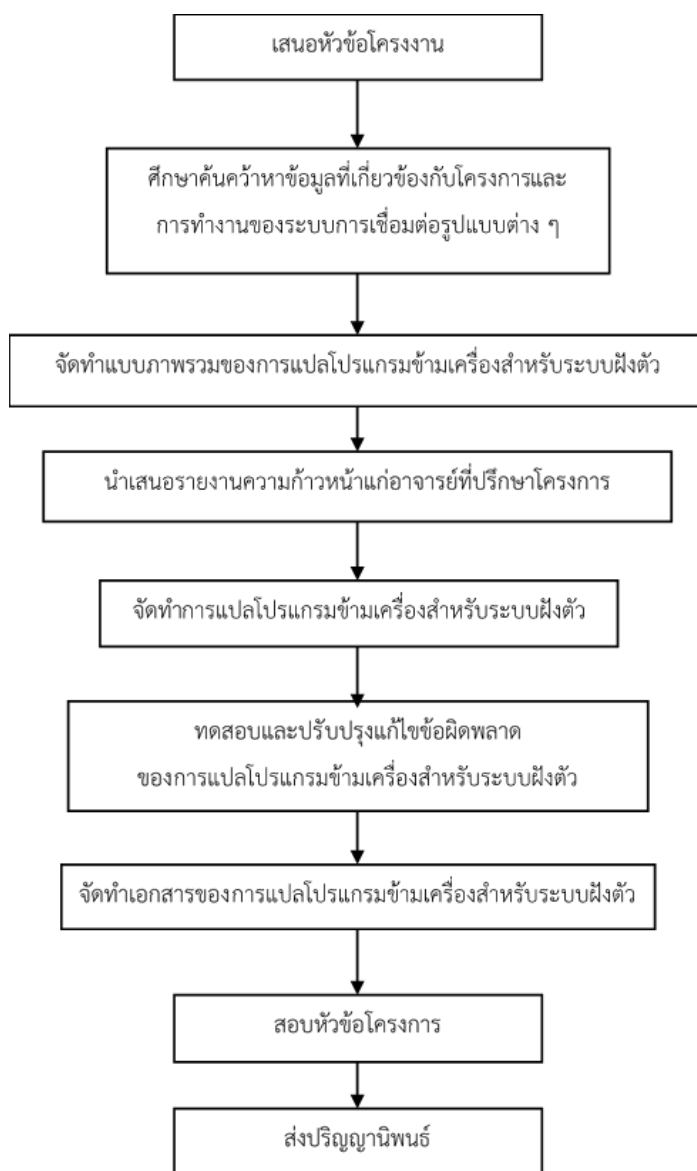 เสนอหัวข้อโครงงาน
ศึกษาค้นคว้าหาข้อมูลที่เกี่ยวข้องกับโครงการและ
การทำงานของระบบการเชื่อมต่อรูปแบบต่าง ๆ
จัดทำแบบภาพรวมของการแปลโปรแกรมข้ามเครื่องสำหรับระบบฝังตัว
นำเสนอรายงานความก้าวหน้าแก่อาจารย์ที่ปรึกษาโครงการ
จัดทำการแปลโปรแกรมข้ามเครื่องสำหรับระบบฝังตัว
ทดสอบและปรับปรุงแก้ไขข้อผิดพลาด
ของการแปลโปรแกรมข้ามเครื่องสำหรับระบบฝังตัว
จัดทำเอกสารของการแปลโปรแกรมข้ามเครื่องสำหรับระบบฝังตัว
สอบหัวข้อโครงการ
ส่งปริญญานิพนธ์